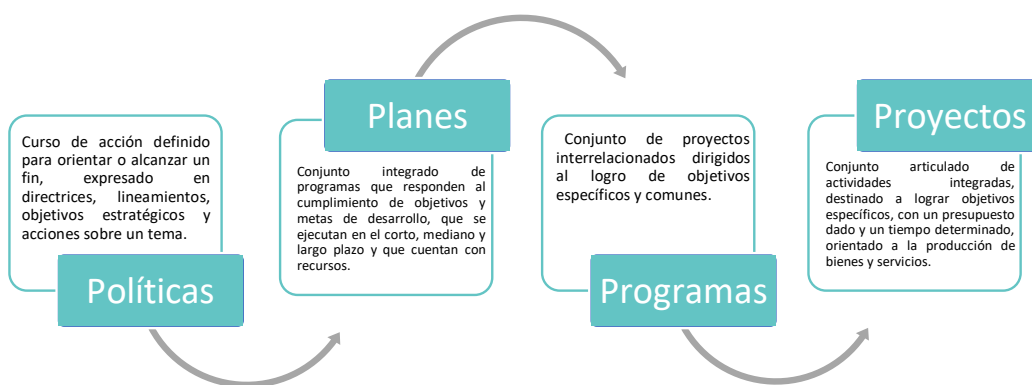 Curso de acción definido
para orientar o alcanzar un
fin, expresado en
directrices, lineamientos,
objetivos estratégicos y
acciones sobre un tema.
Políticas
Planes
Conjunto integrado de
programas que responden al
cumplimiento de objetivos y
metas de desarrollo, que se
ejecutan en el corto, mediano y
largo plazo y que cuentan con
recursos.
Conjunto de proyectos
interrelacionados dirigidos
al logro de objetivos
específicos y comunes.
Programas
Proyectos
Conjunto articulado de
actividades integradas,
destinado a lograr objetivos
específicos, con un presupuesto
dado y un tiempo determinado,
orientado a la producción de
bienes y servicios.